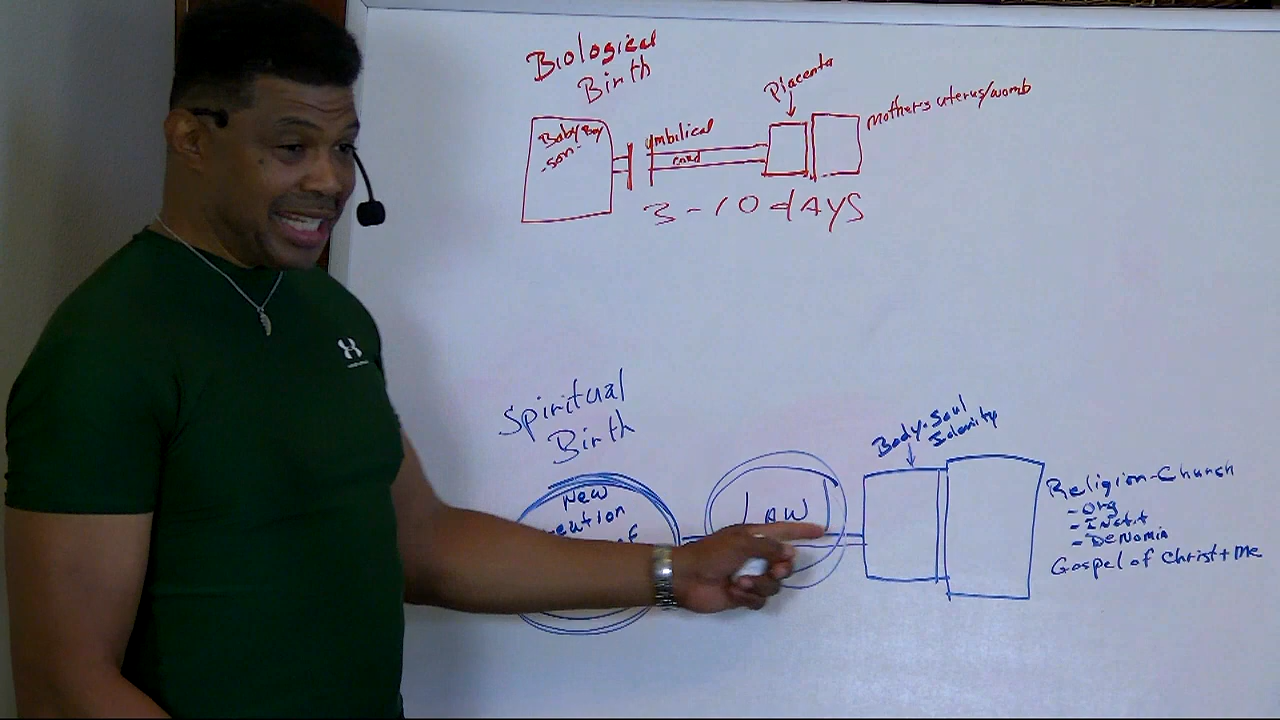 Biological
Birth
Placenta
Mother's uterus/womb
Baby Boy
-son-
umbilical
cord
3-10 dAYS
Spiritual
Birth
Body-Soul
New
LAW
Religion-Church
- Org
- Instit
- Denomin
Gospel of Christ + Me